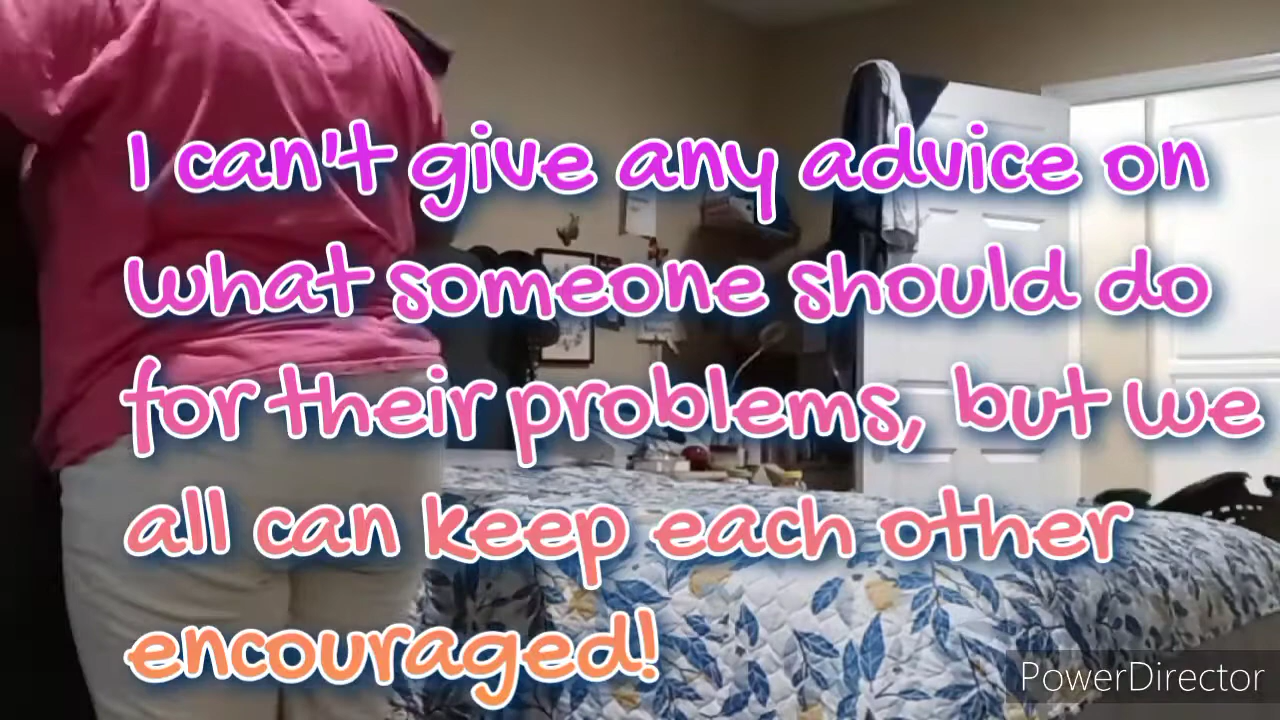 I can't give any advice on
what someone should do
for their problems, but we
all can keep each other
encouraged!
PowerDirector